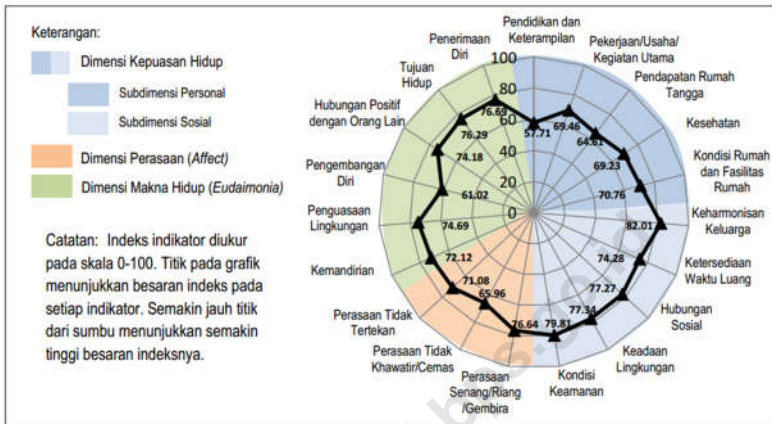 Keterangan:
Dimensi Kepuasan Hidup
Subdimensi Personal
Subdimensi Sosial
Dimensi Perasaan (Affect)
Dimensi Makna Hidup (Eudaimonia)
Catatan: Indeks indikator diukur
pada skala 0-100. Titik pada grafik
menunjukkan besaran indeks pada
setiap indikator. Semakin jauh titik
dari sumbu menunjukkan semakin
tinggi besaran indeksnya.
Pendidikan dan
Keterampilan
Pekerjaan/Usaha/
Kegiatan Utama
Pendapatan Rumah
Tangga
Kesehatan
Kondisi Rumah
dan Fasilitas
Rumah
Keharmonisan
Keluarga
Ketersediaan
Waktu Luang
Hubungan
Sosial
Keadaan
Lingkungan
Kondisi
Keamanan
Perasaan
Senang/Riang
/Gembira
Perasaan Tidak
Khawatir/Cemas
Perasaan Tidak
Tertekan
Kemandirian
Penguasaan
Lingkungan
Pengembangan
Diri
Hubungan Positif
dengan Orang Lain
Tujuan
Hidup
Penerimaan
Diri
100
80
60
40
20
0
57.71
69.46
64.61
69.23
70.76
82.01
74.28
77.27
77.34
79.81
76.64
65.96
71.08
72.12
74.69
61.02
74.18
76.29
76.69
bps.go.id